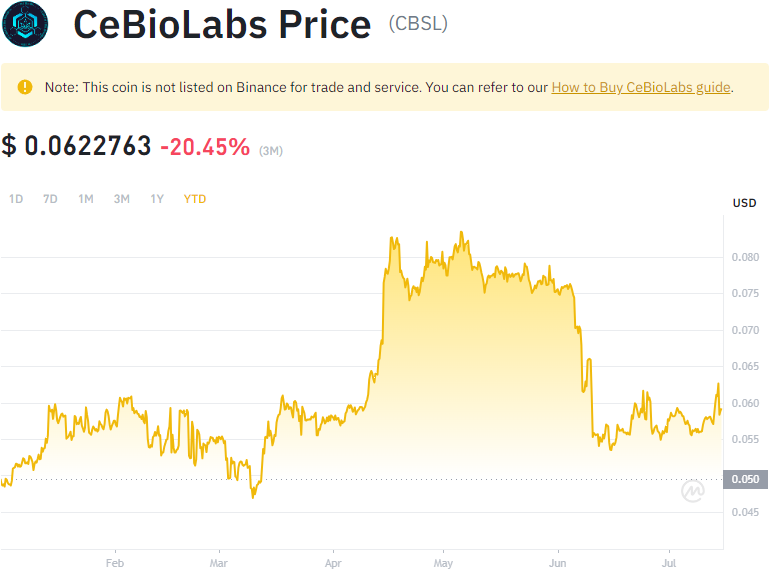 CeBioLabs Price (CBSL)
Note: This coin is not listed on Binance for trade and service. You can refer to our How to Buy CeBioLabs guide.
$ 0.0622763 -20.45% (3M)
1D 7D 1M 3M 1Y YTD
USD
0.080
0.075
0.070
0.065
0.060
0.055
0.050
0.045
Feb Mar Apr May Jun Jul